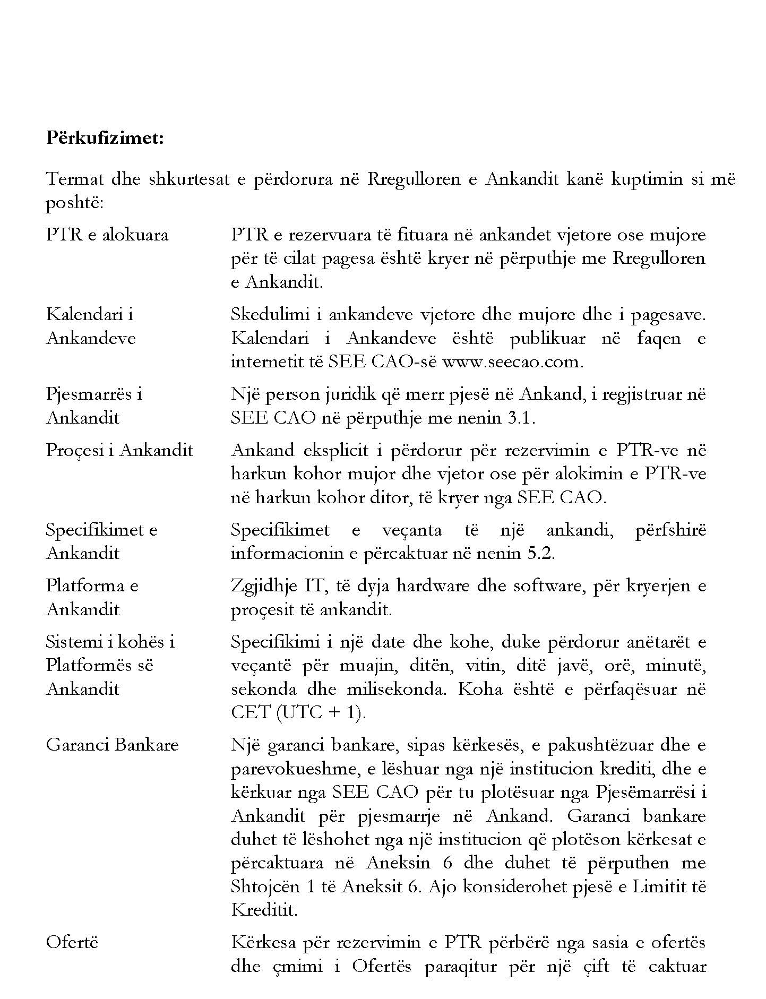 Përkufizimet:
Termat dhe shkurtesat e përdorura në Rregulloren e Ankandit kanë kuptimin si më
poshtë:
PTR e alokuara
PTR e rezervuara të fituara në ankandet vjetore ose mujore
për të cilat pagesa është kryer në përputhje me Rregulloren
e Ankandit.
Kalendari i
Ankandeve
Skedulimi i ankandeve vjetore dhe mujore dhe i pagesave.
Kalendari i Ankandeve është publikuar në faqen e
internetit të SEE CAO-së www.seecao.com.
Pjesmarrës i
Ankandit
Një person juridik që merr pjesë në Ankand, i regjistruar në
SEE CAO në përputhje me nenin 3.1.
Proçesi i Ankandit
Ankand eksplicit i përdorur për rezervimin e PTR-ve në
harkun kohor mujor dhe vjetor ose për alokimin e PTR-ve
në harkun kohor ditor, të kryer nga SEE CAO.
Specifikimet e
Ankandit
Specifikimet e veçanta të një ankandi, përfshirë
informacionin e përcaktuar në nenin 5.2.
Platforma e
Ankandit
Zgjidhje IT, të dyja hardware dhe software, për kryerjen e
proçesit të ankandit.
Sistemi i kohës i
Platformës së
Ankandit
Specifikimi i një date dhe kohe, duke përdorur anëtarët e
veçantë për muajin, ditën, vitin, ditë javë, orë, minutë,
sekonda dhe milisekonda. Koha është e përfaqësuar në
CET (UTC + 1).
Garanci Bankare
Një garanci bankare, sipas kërkesës, e pakushtëzuar dhe e
parevokueshme, e lëshuar nga një institucion krediti, dhe e
kërkuar nga SEE CAO për tu plotësuar nga Pjesëmarrësi i
Ankandit për pjesmarrje në Ankand. Garanci bankare
duhet të lëshohet nga një institucion që plotëson kërkesat e
përcaktuara në Aneksin 6 dhe duhet të përputhen me
Shtojcën 1 të Aneksit 6. Ajo konsiderohet pjesë e Limitit të
Kreditit.
Ofertë
Kërkesa për rezervimin e PTR përbërë nga sasia e ofertës
dhe çmimi i Ofertës paraqitur për një çift të caktuar